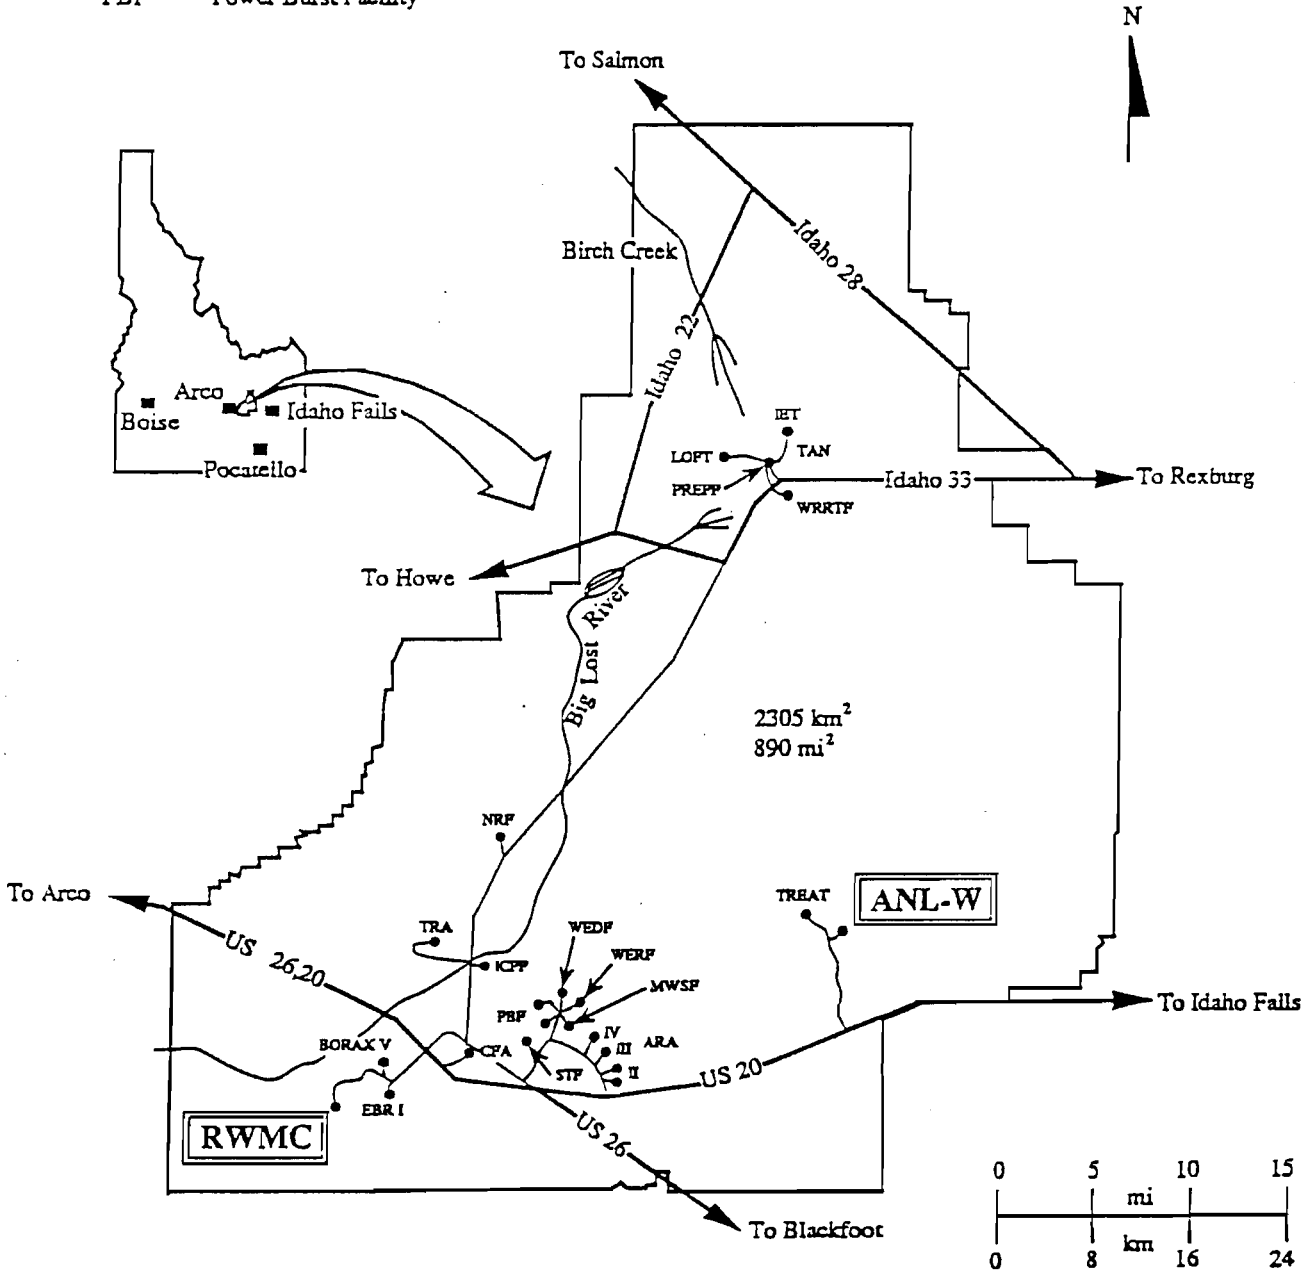 N
To Salmon
Birch Creek
Idaho 28
Idaho 22
Arco
Boise
Idaho Falls
Pocatello
IET
LOFT
TAN
PREPP
WRRTF
Idaho 33
To Rexburg
To Howe
Big Lost River
2305 km²
890 mi²
NRF
To Arco
TREAT
ANL-W
US 26,20
TRA
ICPP
WEDF
WERF
MWSF
PBF
IV
III
II
ARA
To Idaho Falls
BORAX V
CFA
STF
US 20
EBR I
RWMC
US 26
To Blackfoot
0 5 10 15
mi
km
0 8 16 24